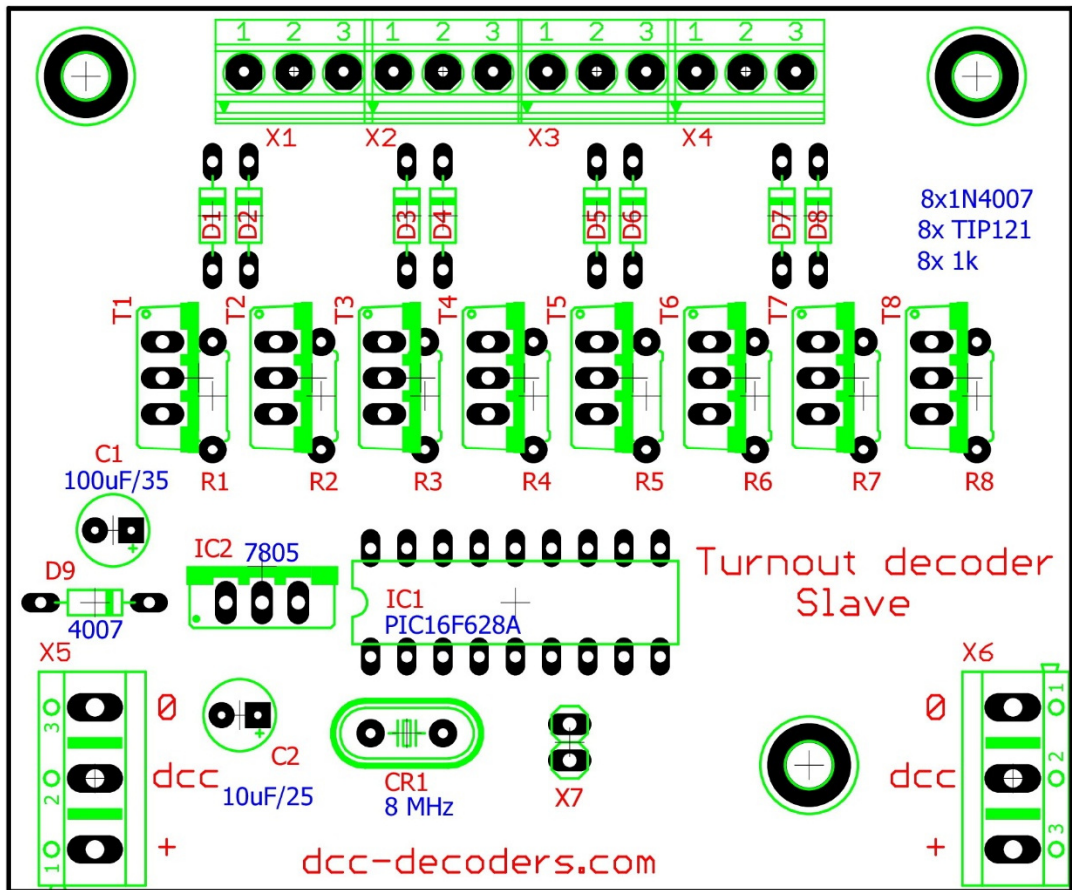 1 2 3 1 2 3 1 2 3 1 2 3
X1 X2 X3 X4
D1 D2 D3 D4 D5 D6 D7 D8
8x1N4007
8x TIP121
8x 1k
T1 T2 T3 T4 T5 T6 T7 T8
R1 R2 R3 R4 R5 R6 R7 R8
C1
100uF/35
IC2 7805
D9
4007
IC1
PIC16F628A
Turnout decoder
Slave
X5
3 0
2 dcc
1 +
C2
10uF/25
CR1
8 MHz
X7
X6
0 1
dcc 2
+ 3
dcc-decoders.com